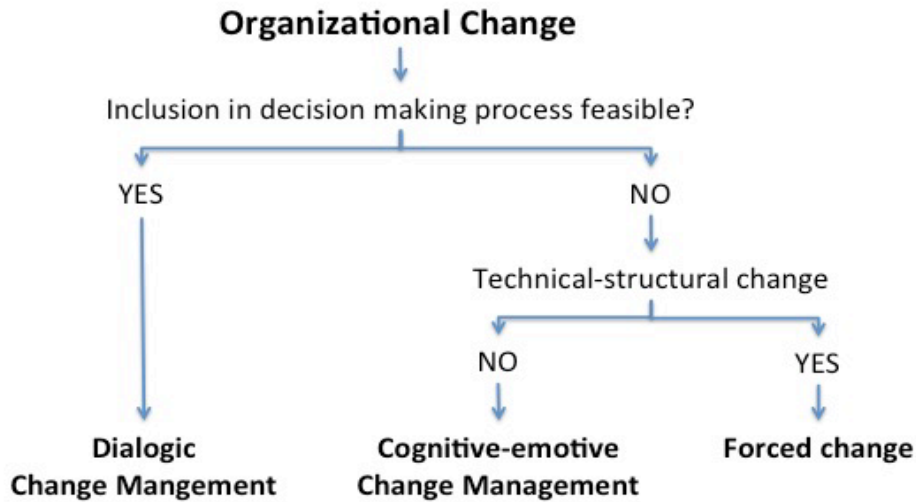 Organizational Change
Inclusion in decision making process feasible?
YES
NO
Technical-structural change
NO
YES
Dialogic
Change Mangement
Cognitive-emotive
Change Management
Forced change